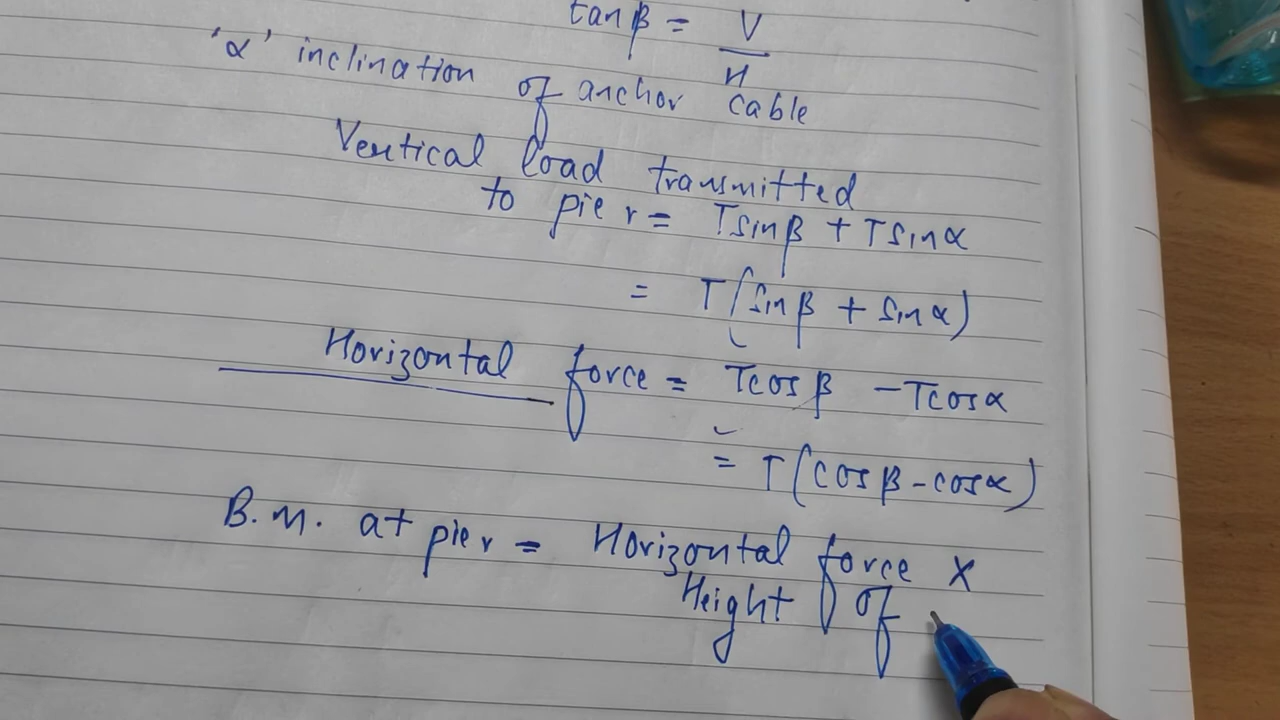 tanβ = V
H
'α' inclination of anchor cable
Vertical load transmitted
to pier = Tsinβ + Tsinα
= T(sinβ + sinα)
Horizontal force = Tcosβ - Tcosα
= T(cosβ - cosα)
B.M. at pier = Horizontal force ×
Height of